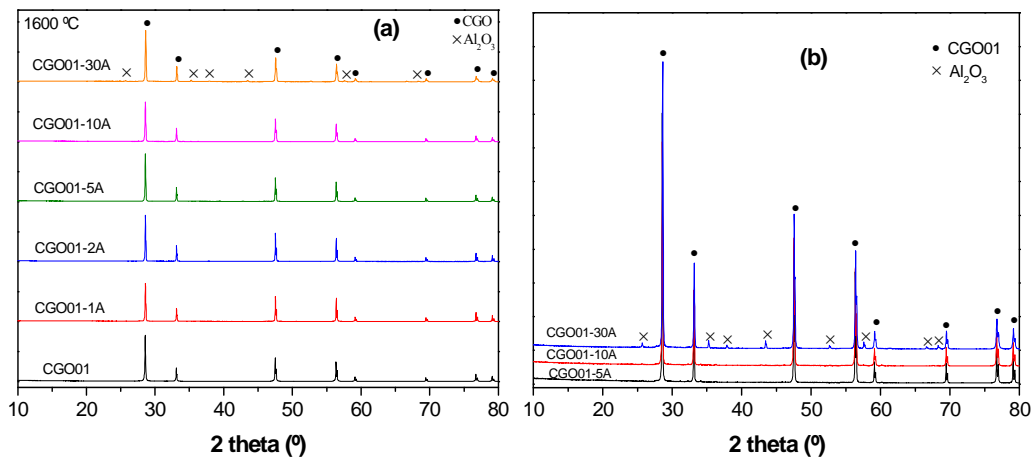 1600 ºC
(a)
● CGO
× Al2O3
CGO01-30A
CGO01-10A
CGO01-5A
CGO01-2A
CGO01-1A
CGO01
10 20 30 40 50 60 70 80
2 theta (º)
(b)
● CGO01
× Al2O3
CGO01-30A
CGO01-10A
CGO01-5A
10 20 30 40 50 60 70 80
2 theta (º)